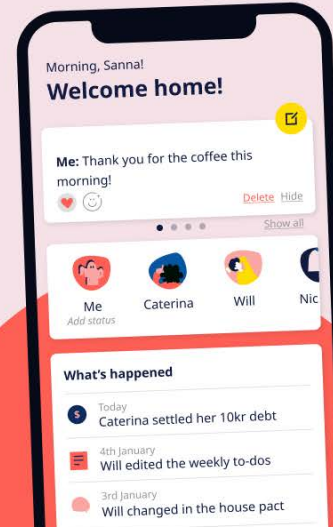 Morning, Sanna!
Welcome home!
Me: Thank you for the coffee this
morning!
Delete Hide
Show all
Me Caterina Will Nic
Add status
What's happened
$
Today
Caterina settled her 10kr debt
4th January
Will edited the weekly to-dos
3rd January
Will changed in the house pact